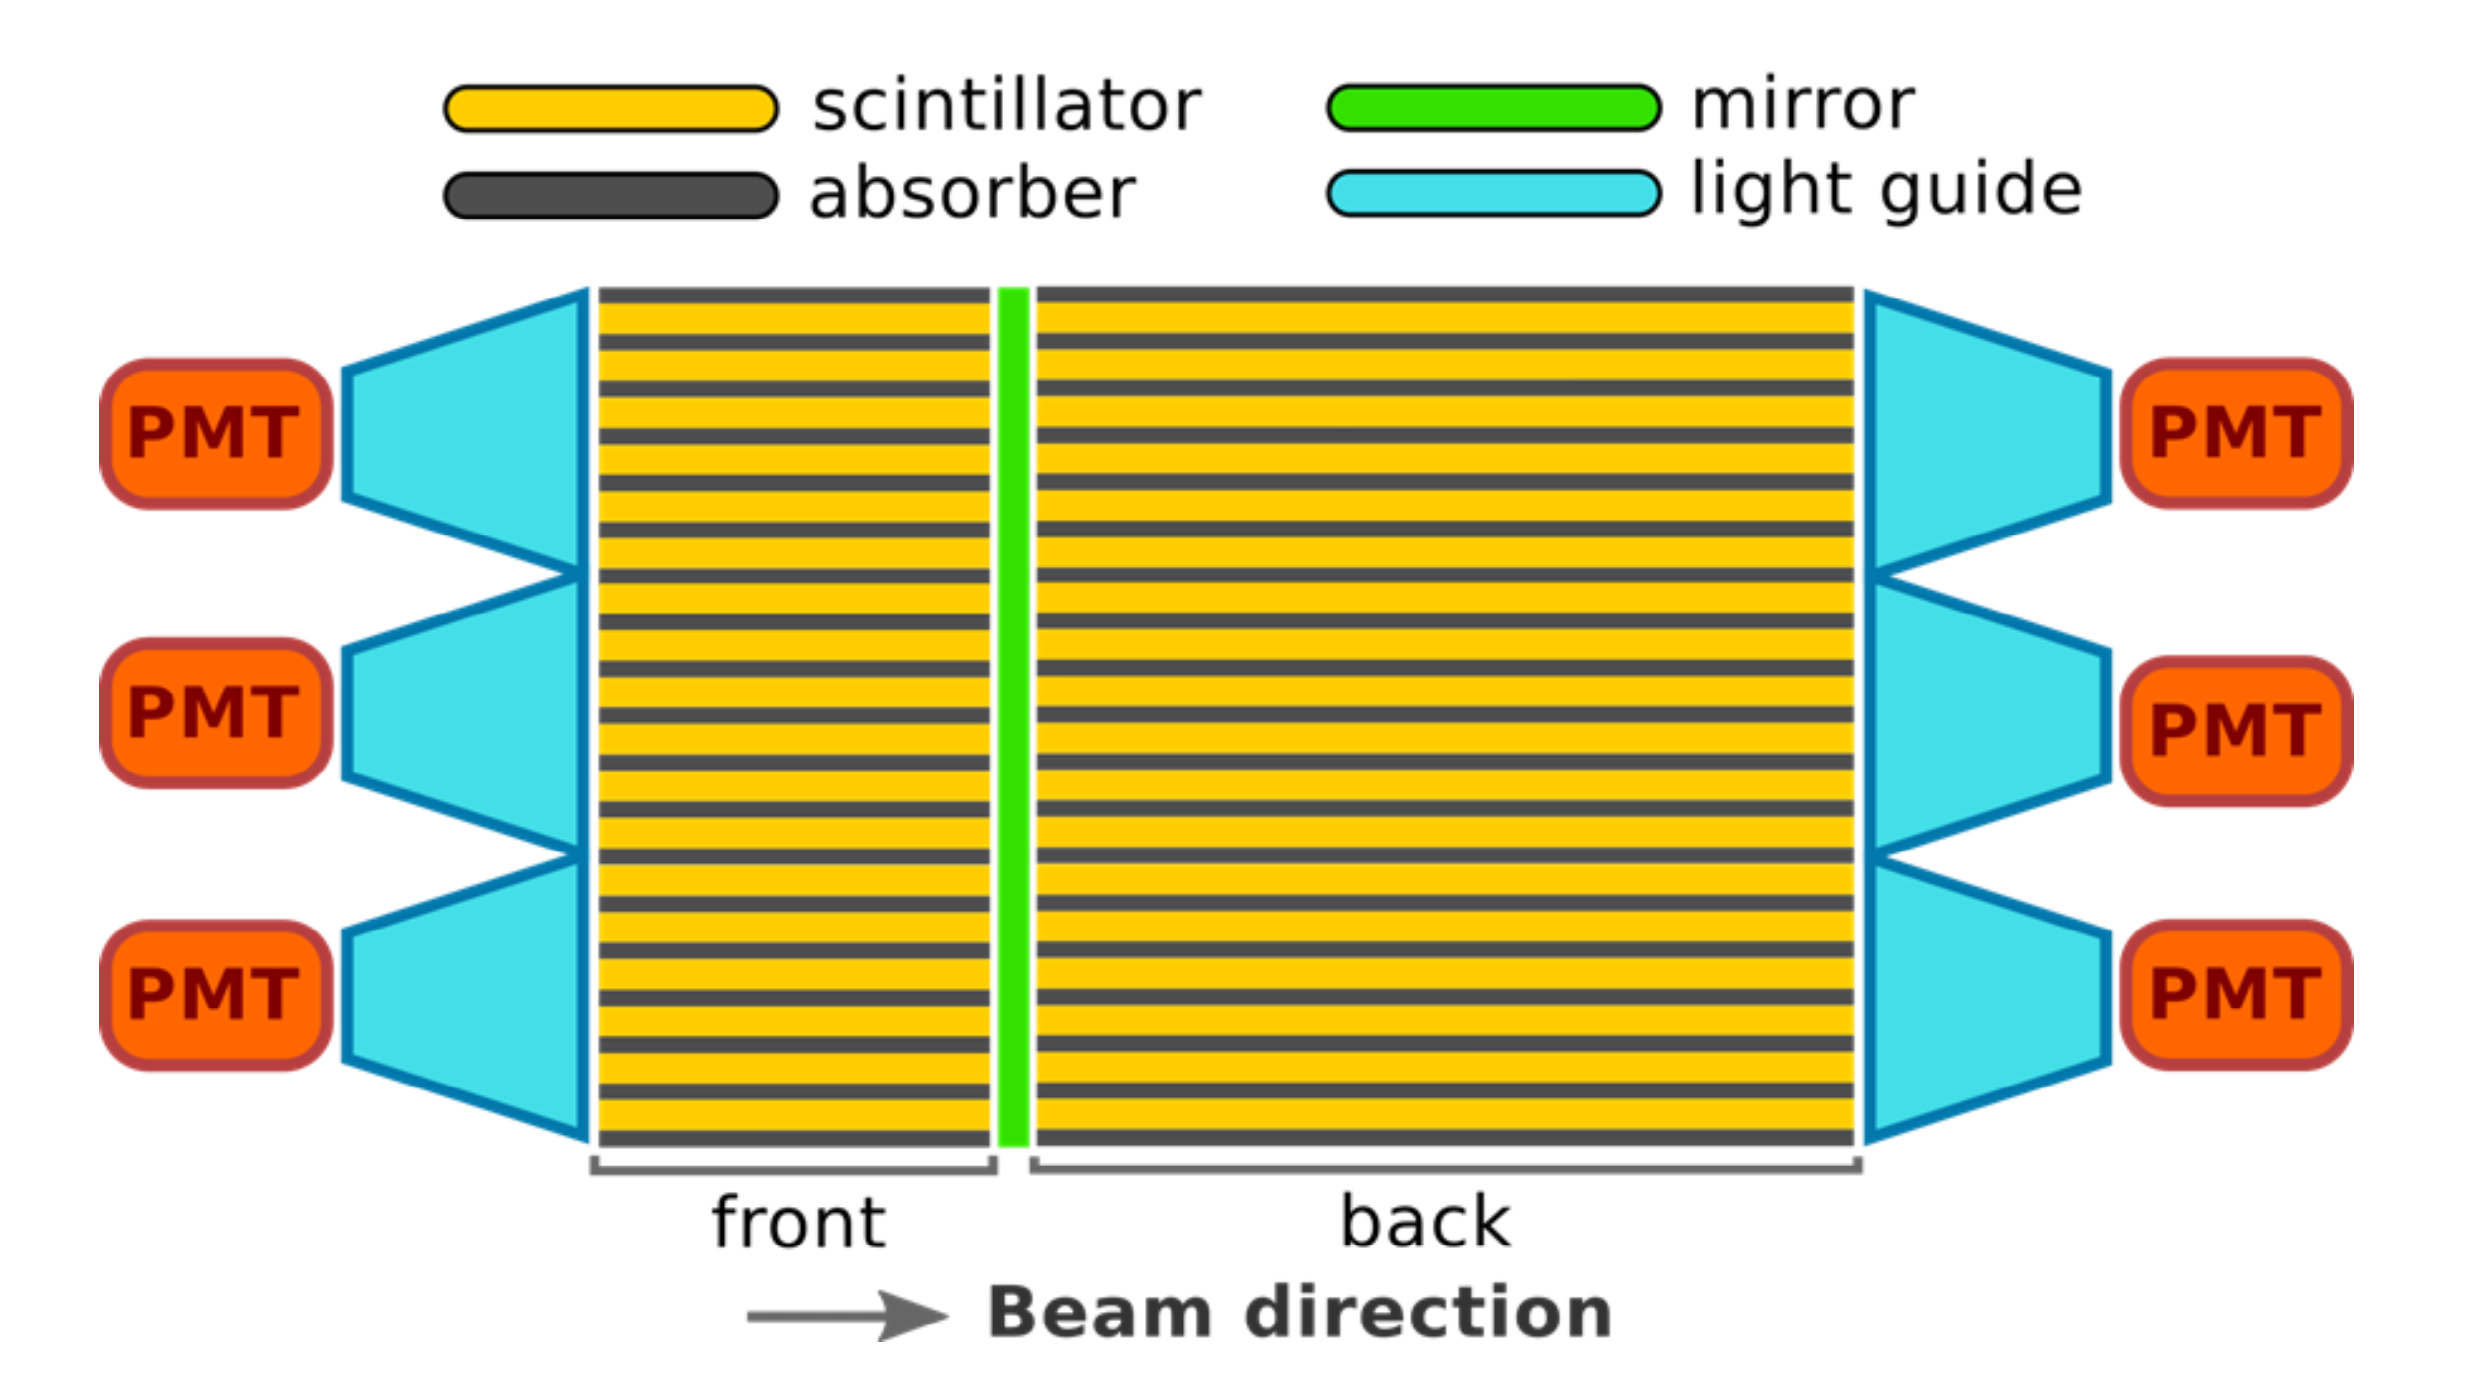 scintillator
mirror
absorber
light guide
PMT
PMT
PMT
PMT
PMT
PMT
front
back
Beam direction